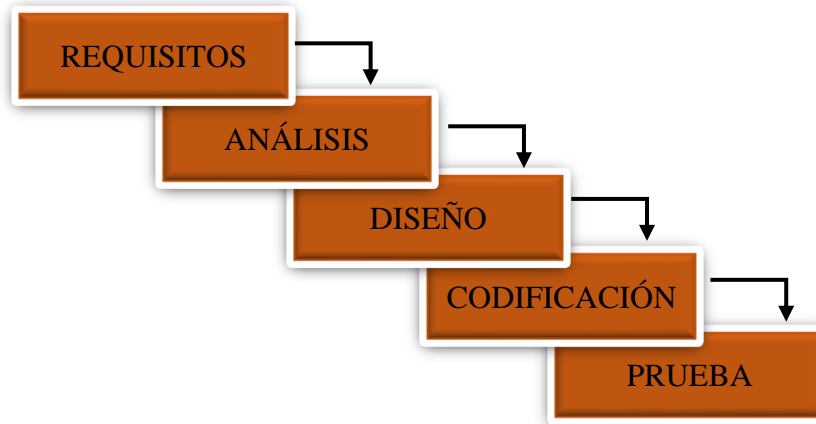 REQUISITOS
ANÁLISIS
DISEÑO
CODIFICACIÓN
PRUEBA